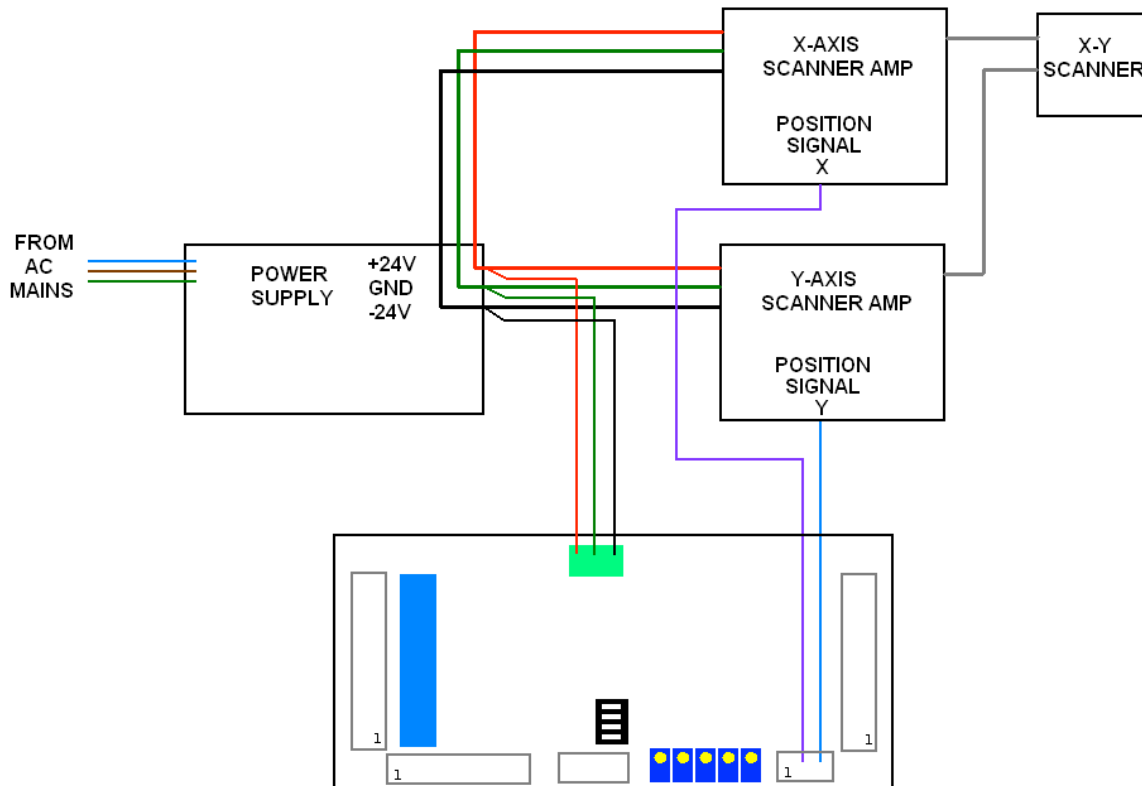 X-AXIS
SCANNER AMP
POSITION
SIGNAL
X
X-Y
SCANNER
FROM
AC
MAINS
POWER
SUPPLY
+24V
GND
-24V
Y-AXIS
SCANNER AMP
POSITION
SIGNAL
Y
1
1
1
1